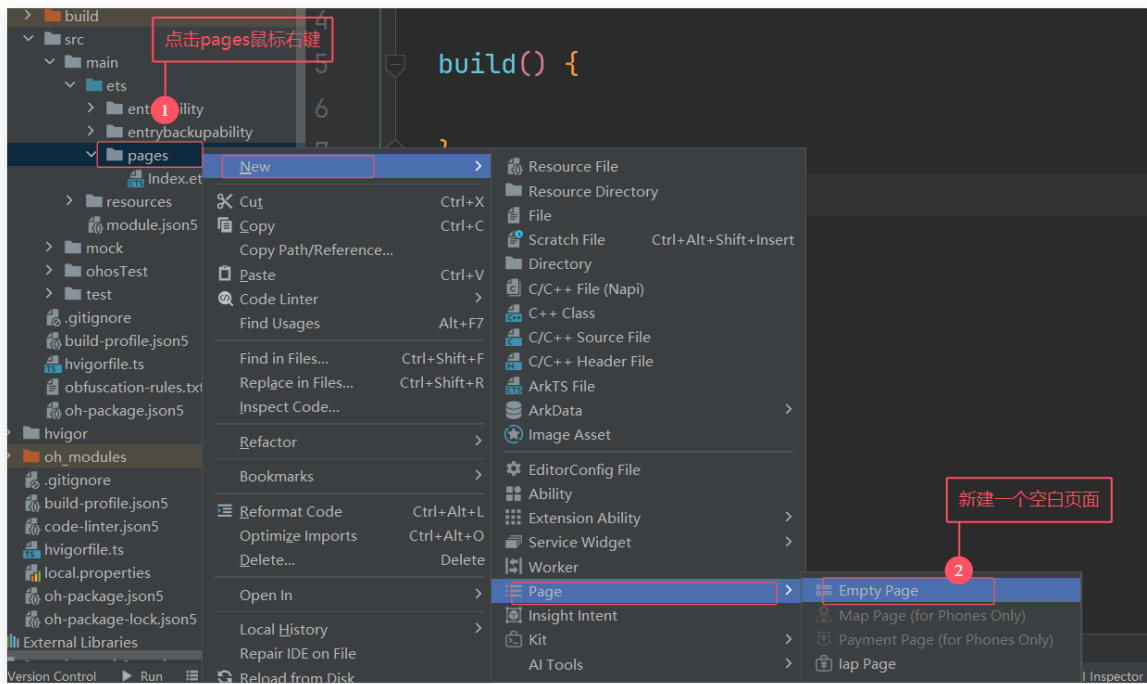 build
src
main
ets
ent ility
entrybackupability
pages
Index.et
resources
module.json5
mock
ohosTest
test
.gitignore
build-profile.json5
hvigorfile.ts
obfuscation-rules.txt
oh-package.json5
hvigor
oh_modules
.gitignore
build-profile.json5
code-linter.json5
hvigorfile.ts
local.properties
oh-package.json5
oh-package-lock.json5
External Libraries
Version Control Run
点击pages鼠标右键
1
4
5 build() {
6
7 }
New
Cut Ctrl+X
Copy Ctrl+C
Copy Path/Reference...
Paste Ctrl+V
Code Linter
Find Usages Alt+F7
Find in Files... Ctrl+Shift+F
Replace in Files... Ctrl+Shift+R
Inspect Code...
Refactor
Bookmarks
Reformat Code Ctrl+Alt+L
Optimize Imports Ctrl+Alt+O
Delete... Delete
Open In
Local History
Repair IDE on File
Reload from Disk
Resource File
Resource Directory
File
Scratch File Ctrl+Alt+Shift+Insert
Directory
C/C++ File (Napi)
C++ Class
C/C++ Source File
C/C++ Header File
ArkTS File
ArkData
Image Asset
EditorConfig File
Ability
Extension Ability
Service Widget
Worker
Page
Insight Intent
Kit
AI Tools
新建一个空白页面
2
Empty Page
Map Page (for Phones Only)
Payment Page (for Phones Only)
Iap Page
Inspector